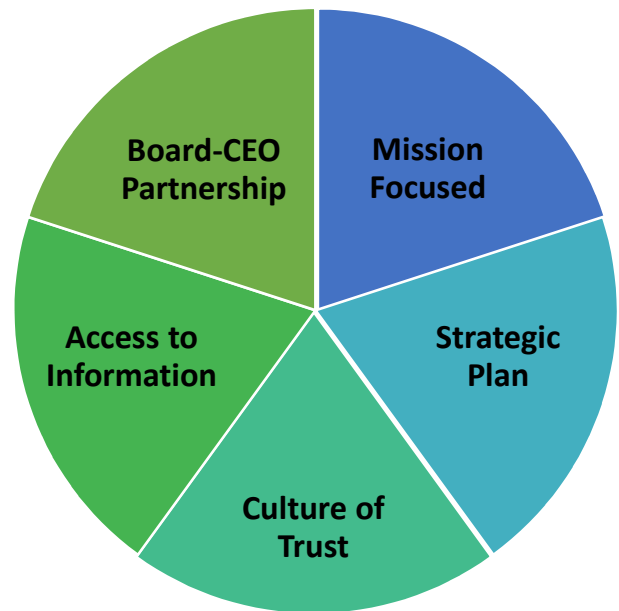 Board-CEO
Partnership
Mission
Focused
Access to
Information
Strategic
Plan
Culture of
Trust